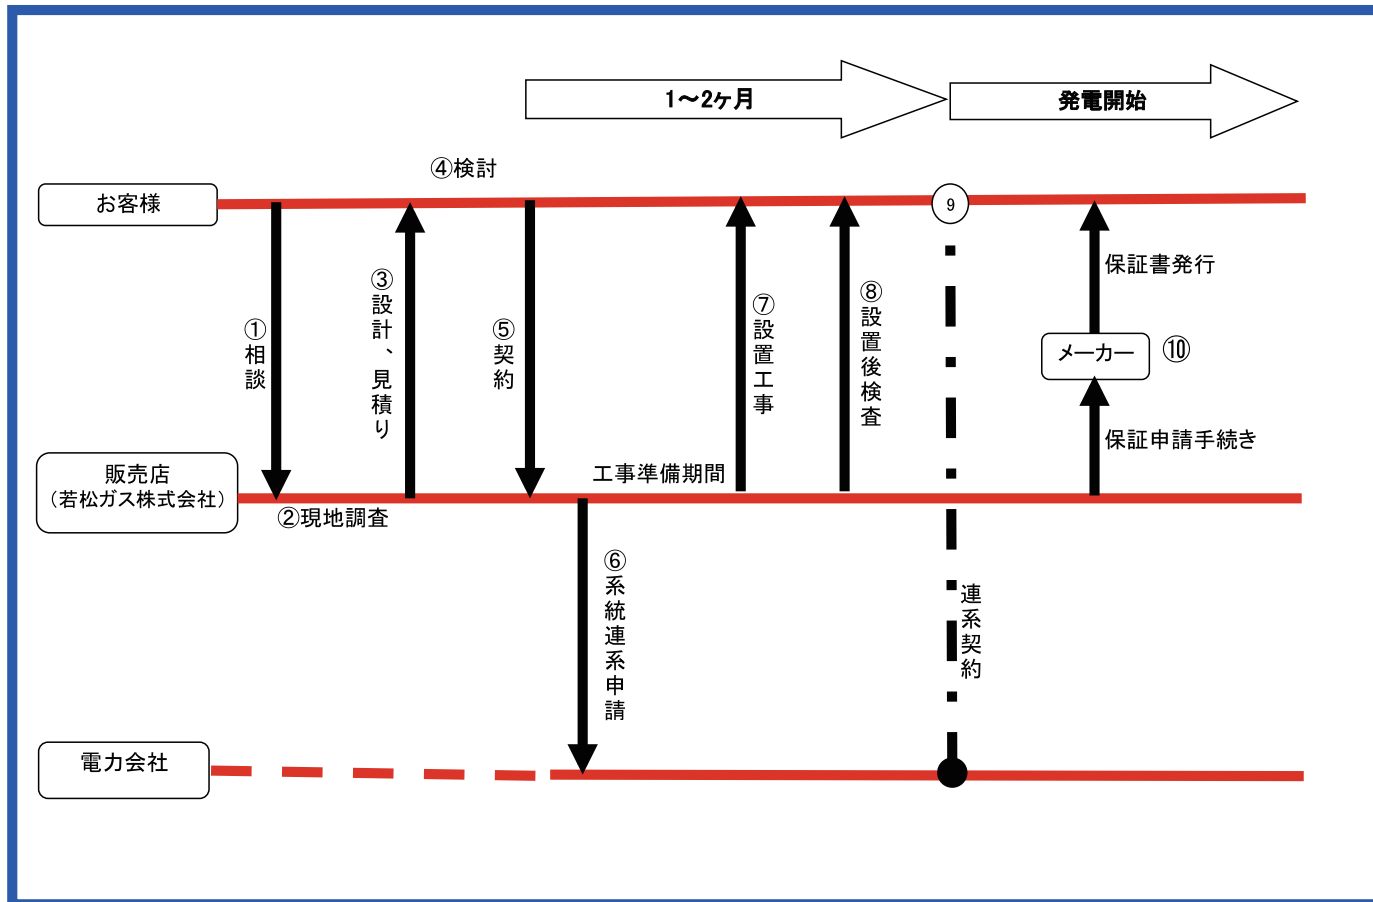 1～2ヶ月
発電開始
④検討
お客様
9
①相談
③設計、見積り
⑤契約
⑦設置工事
⑧設置後検査
保証書発行
メーカー
⑩
保証申請手続き
販売店
（若松ガス株式会社）
工事準備期間
②現地調査
⑥系統連系申請
連系契約
電力会社